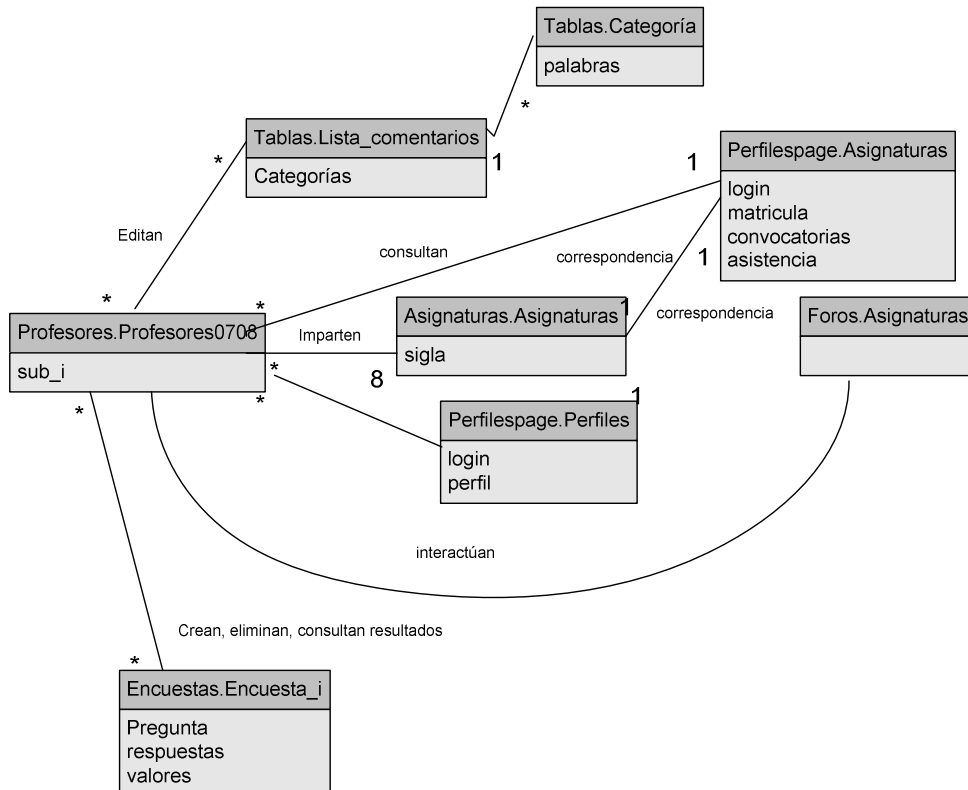 Tablas.Categoría
palabras
*
Tablas.Lista_comentarios
Categorías
*
1
Perfilespage.Asignaturas
login
matricula
convocatorias
asistencia
1
Editan
consultan
correspondencia
1
*
*
Profesores.Profesores0708
sub_i
Imparten
Asignaturas.Asignaturas
sigla
1
correspondencia
Foros.Asignaturas
8
*
*
*
Perfilespage.Perfiles
login
perfil
1
interactúan
Crean, eliminan, consultan resultados
*
Encuestas.Encuesta_i
Pregunta
respuestas
valores